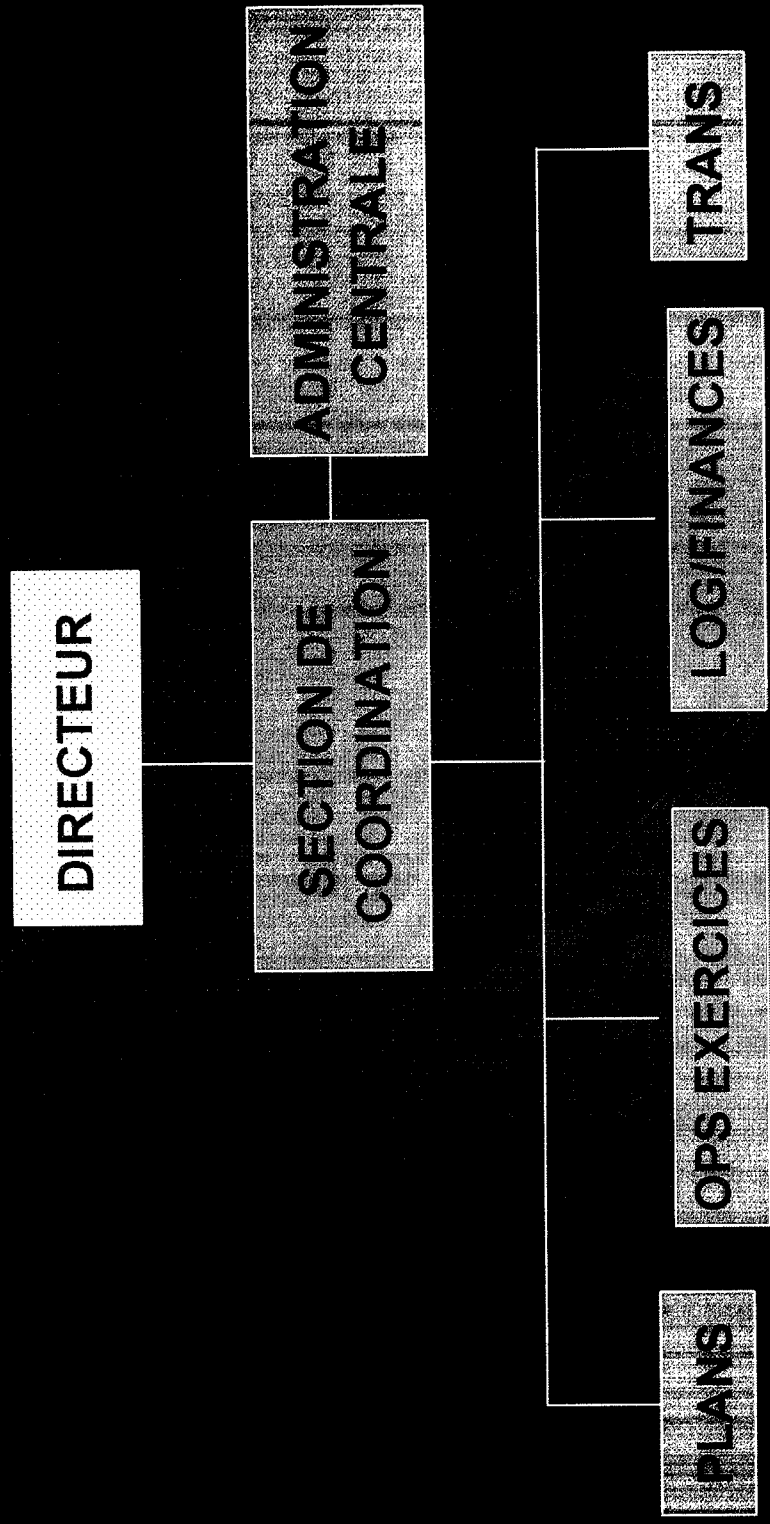 DIRECTEUR
SECTION DE
COORDINATION
ADMINISTRATION
CENTRALE
PLANS
OPS EXERCICES
LOG/FINANCES
TRANS